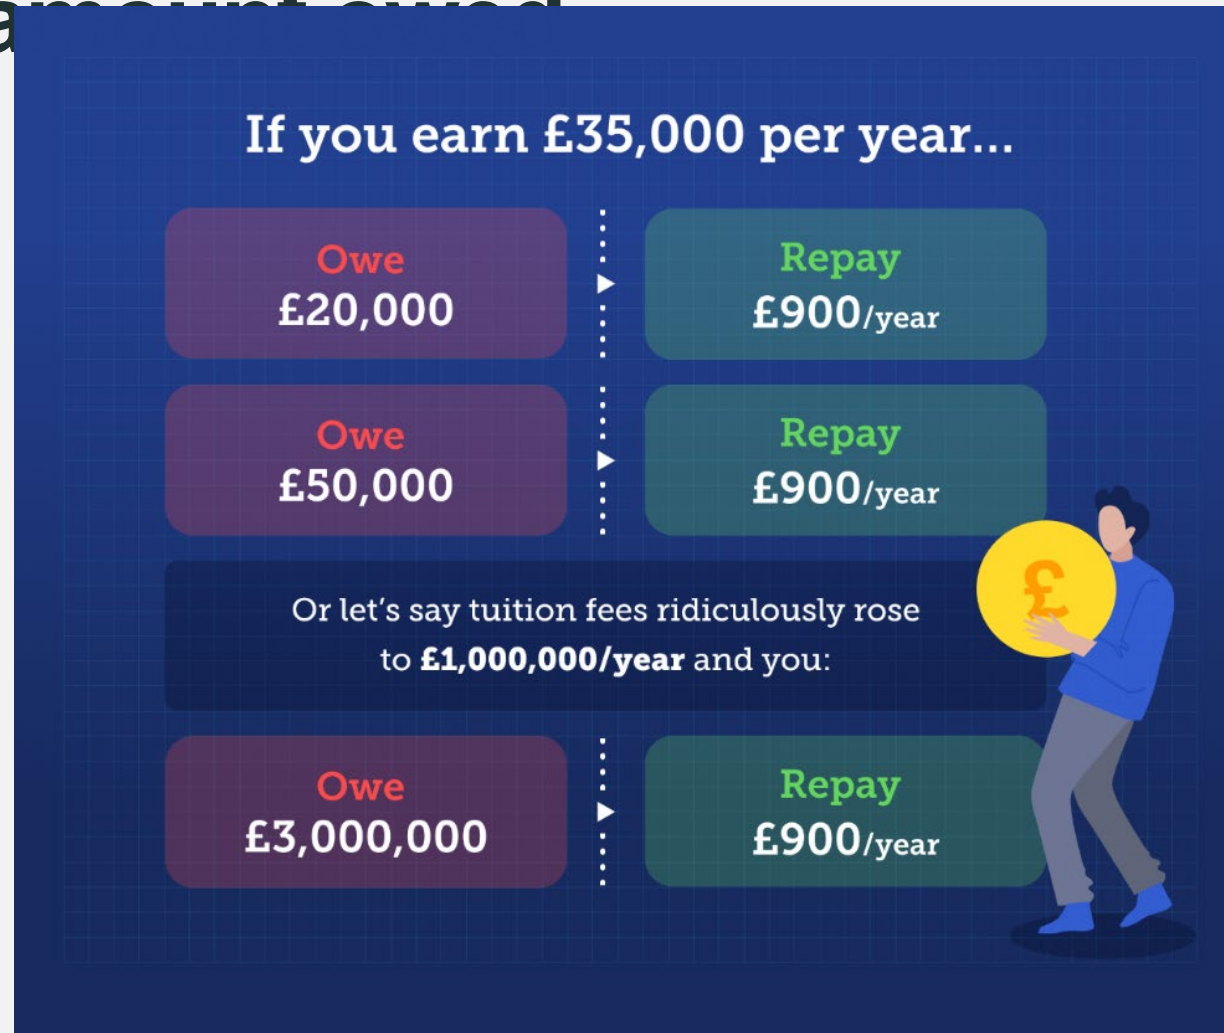 amount owed
If you earn £35,000 per year...
Owe
£20,000
Repay
£900/year
Owe
£50,000
Repay
£900/year
Or let's say tuition fees ridiculously rose
to £1,000,000/year and you:
£
Owe
£3,000,000
Repay
£900/year